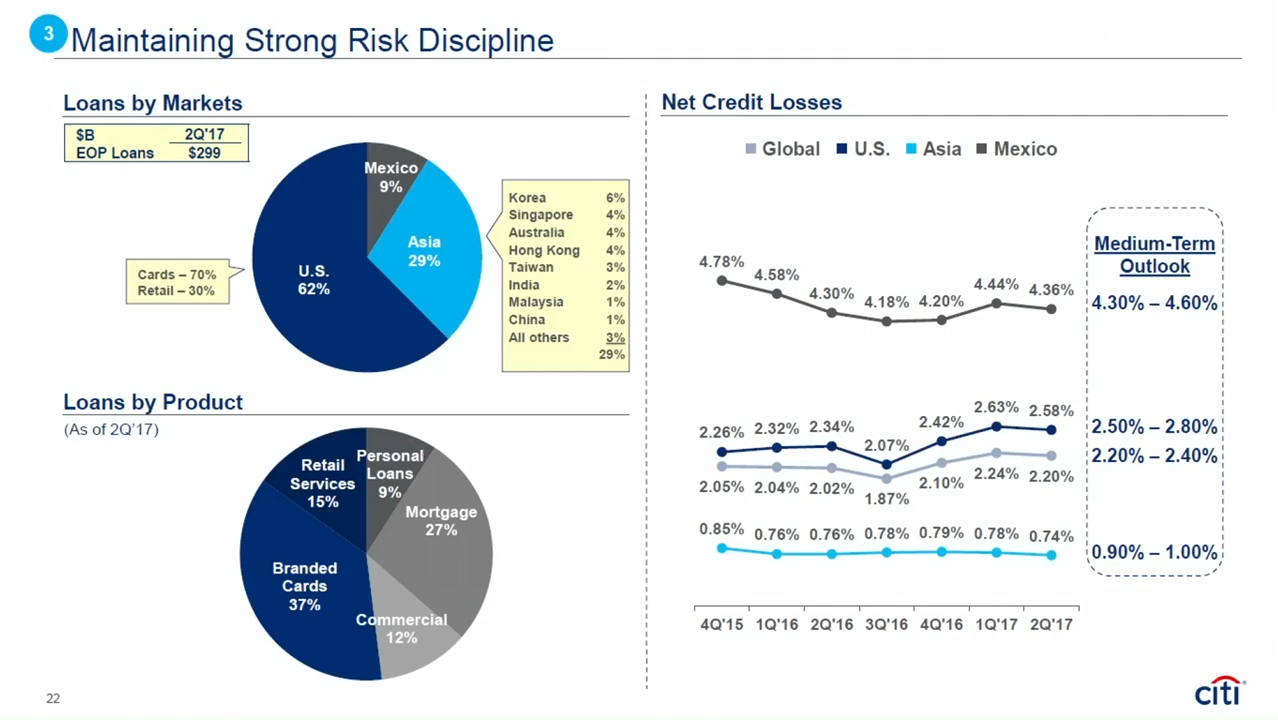 3
Maintaining Strong Risk Discipline
Loans by Markets
$B 2Q'17
EOP Loans $299
Mexico
9%
Asia
29%
U.S.
62%
Cards – 70%
Retail – 30%
Korea 6%
Singapore 4%
Australia 4%
Hong Kong 4%
Taiwan 3%
India 2%
Malaysia 1%
China 1%
All others 3%
29%
Loans by Product
(As of 2Q'17)
Personal
Loans
9%
Mortgage
27%
Commercial
12%
Branded
Cards
37%
Retail
Services
15%
Net Credit Losses
Global U.S. Asia Mexico
4.78% 4.58% 4.30% 4.18% 4.20% 4.44% 4.36%
2.26% 2.32% 2.34% 2.07% 2.42% 2.63% 2.58%
2.05% 2.04% 2.02% 1.87% 2.10% 2.24% 2.20%
0.85% 0.76% 0.76% 0.78% 0.79% 0.78% 0.74%
4Q'15 1Q'16 2Q'16 3Q'16 4Q'16 1Q'17 2Q'17
Medium-Term
Outlook
4.30% – 4.60%
2.50% – 2.80%
2.20% – 2.40%
0.90% – 1.00%
22
citi®